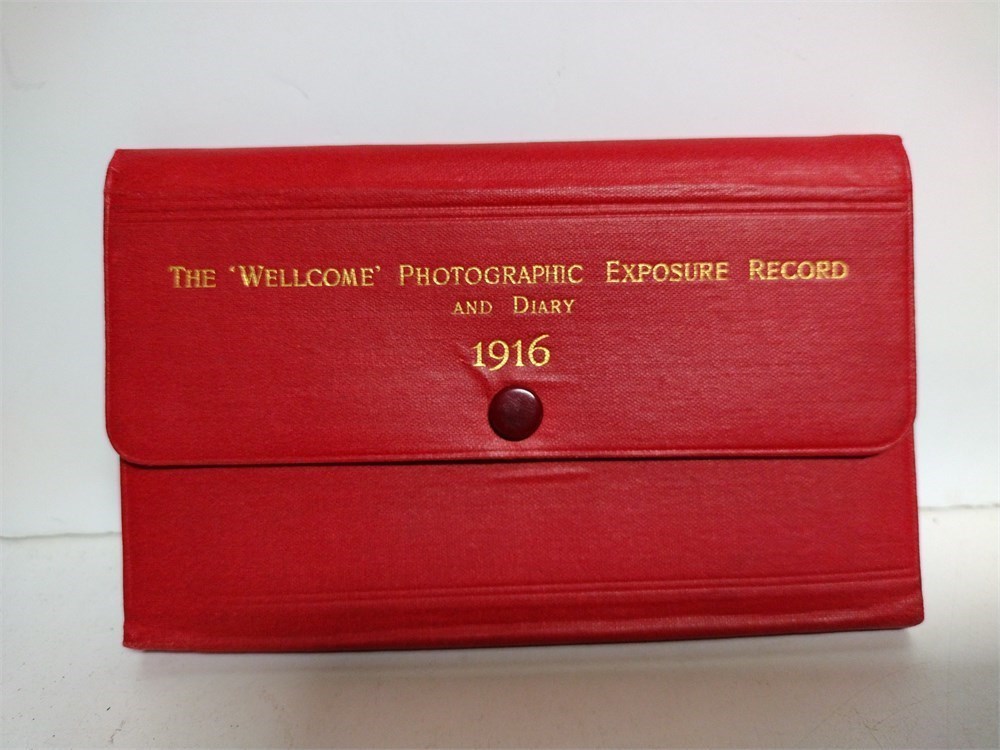 The ‘Wellcome’ Photographic Exposure Record
and Diary
1916